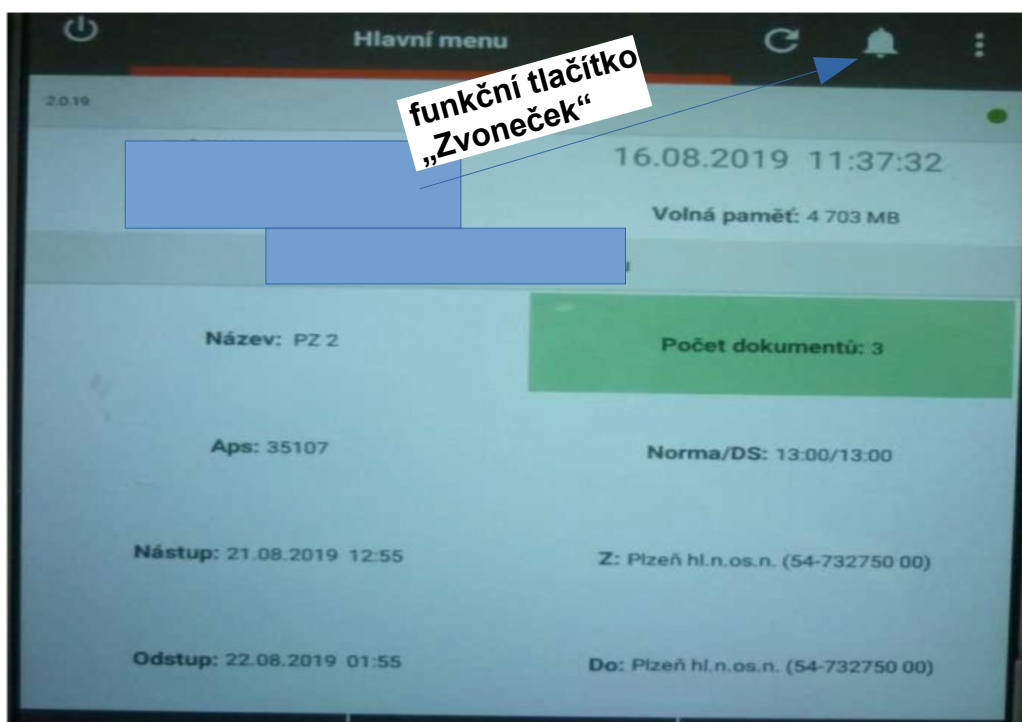 Hlavní menu
funkční tlačítko
„Zvoneček“
2.0.19
16.08.2019 11:37:32
Volná paměť: 4 703 MB
Název: PZ 2
Počet dokumentů: 3
Aps: 35107
Norma/DS: 13:00/13:00
Nástup: 21.08.2019 12:55
Z: Plzeň hl.n.os.n. (54-732750 00)
Odstup: 22.08.2019 01:55
Do: Plzeň hl.n.os.n. (54-732750 00)